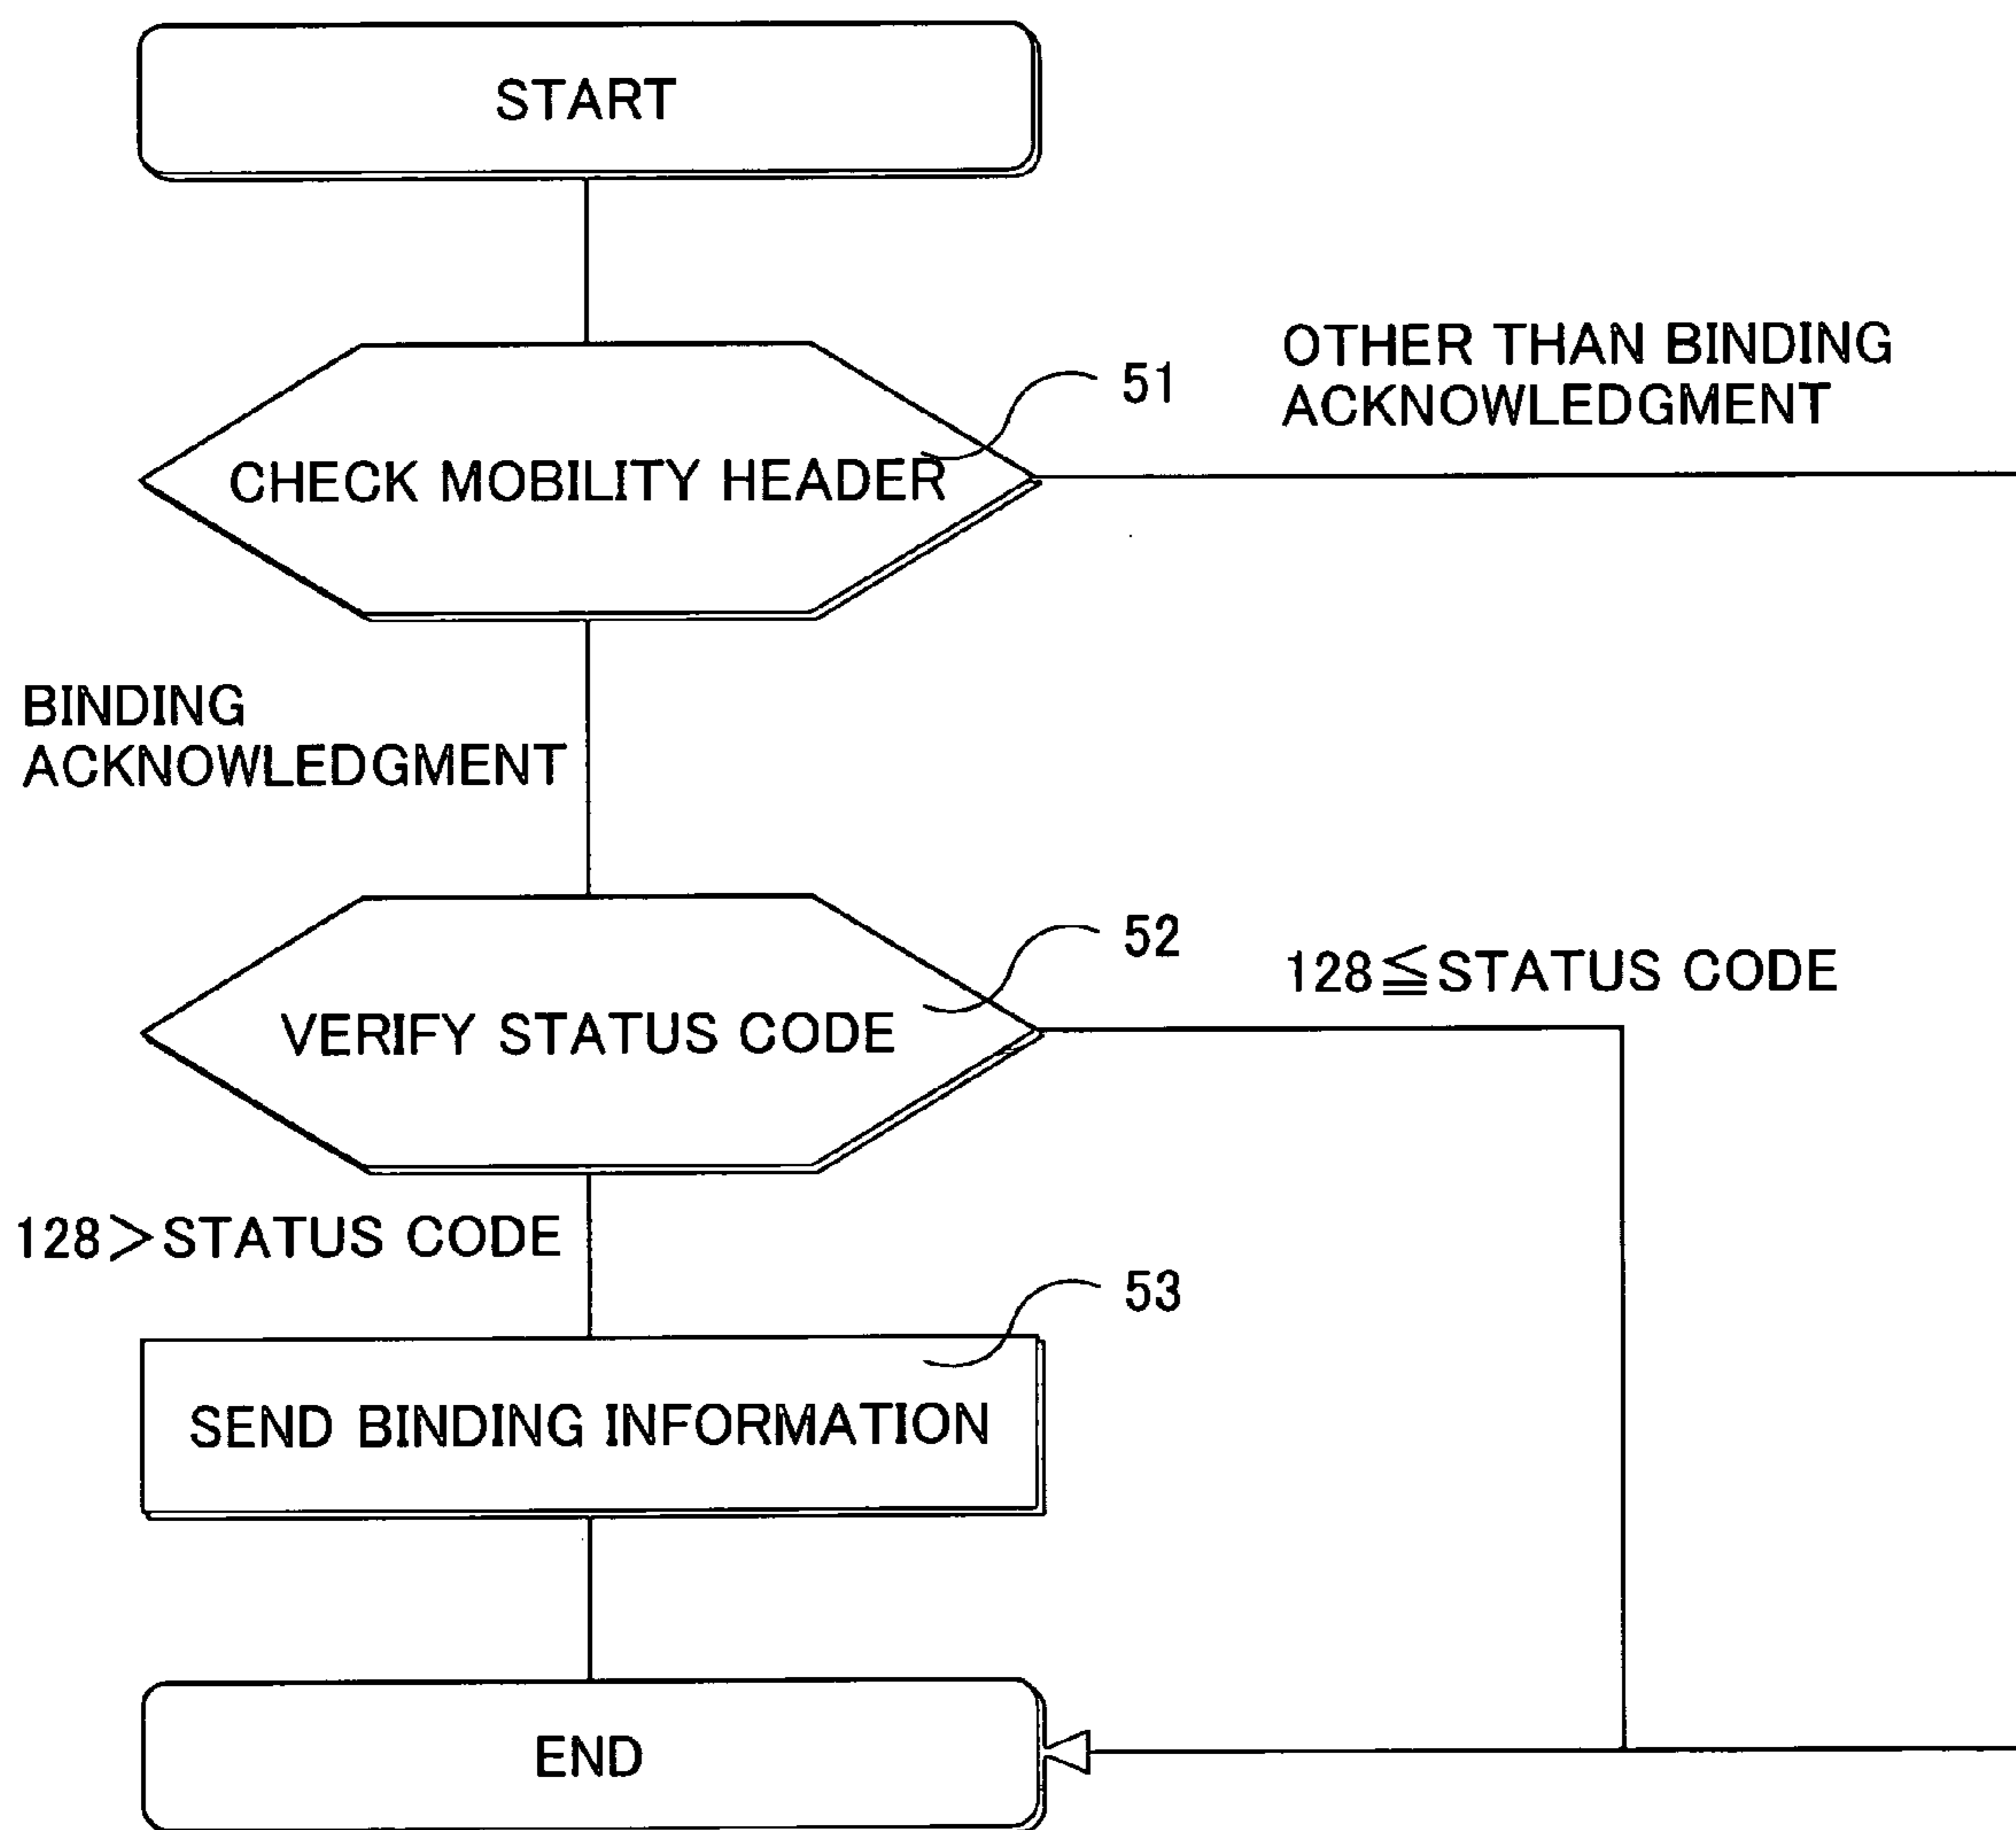 START
51
OTHER THAN BINDING
ACKNOWLEDGMENT
CHECK MOBILITY HEADER
BINDING
ACKNOWLEDGMENT
52
128≦STATUS CODE
VERIFY STATUS CODE
128>STATUS CODE
53
SEND BINDING INFORMATION
END